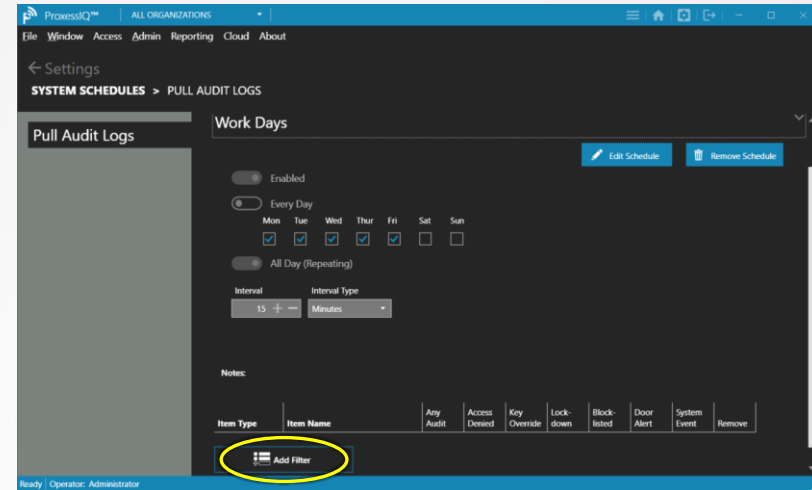 ProxessIQ™ ALL ORGANIZATIONS
File Window Access Admin Reporting Cloud About
Settings
SYSTEM SCHEDULES > PULL AUDIT LOGS
Pull Audit Logs
Work Days
Edit Schedule Remove Schedule
Enabled
Every Day
Mon Tue Wed Thur Fri Sat Sun
All Day (Repeating)
Interval Interval Type
15 Minutes
Notes:
Item Type Item Name Any Audit Access Denied Key Override Lock-down Block-listed Door Alert System Event Remove
Add Filter
Ready Operator: Administrator